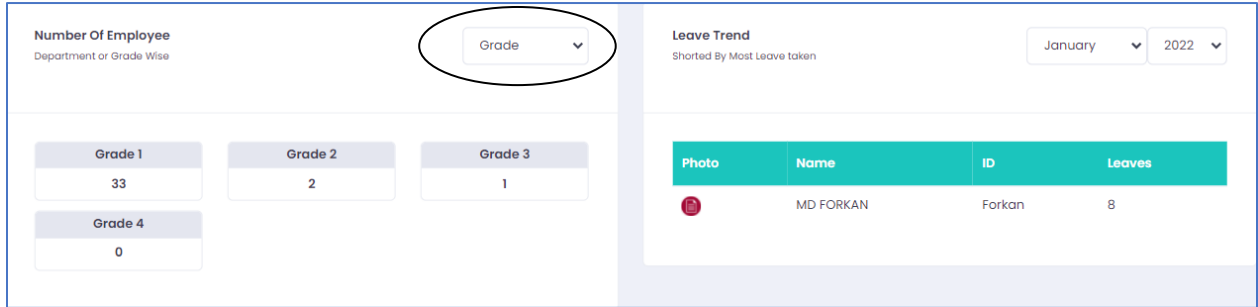 Number Of Employee
Department or Grade Wise
Grade
Grade 1
33
Grade 2
2
Grade 3
1
Grade 4
0
Leave Trend
Shorted By Most Leave taken
January
2022
Photo Name ID Leaves
MD FORKAN Forkan 8